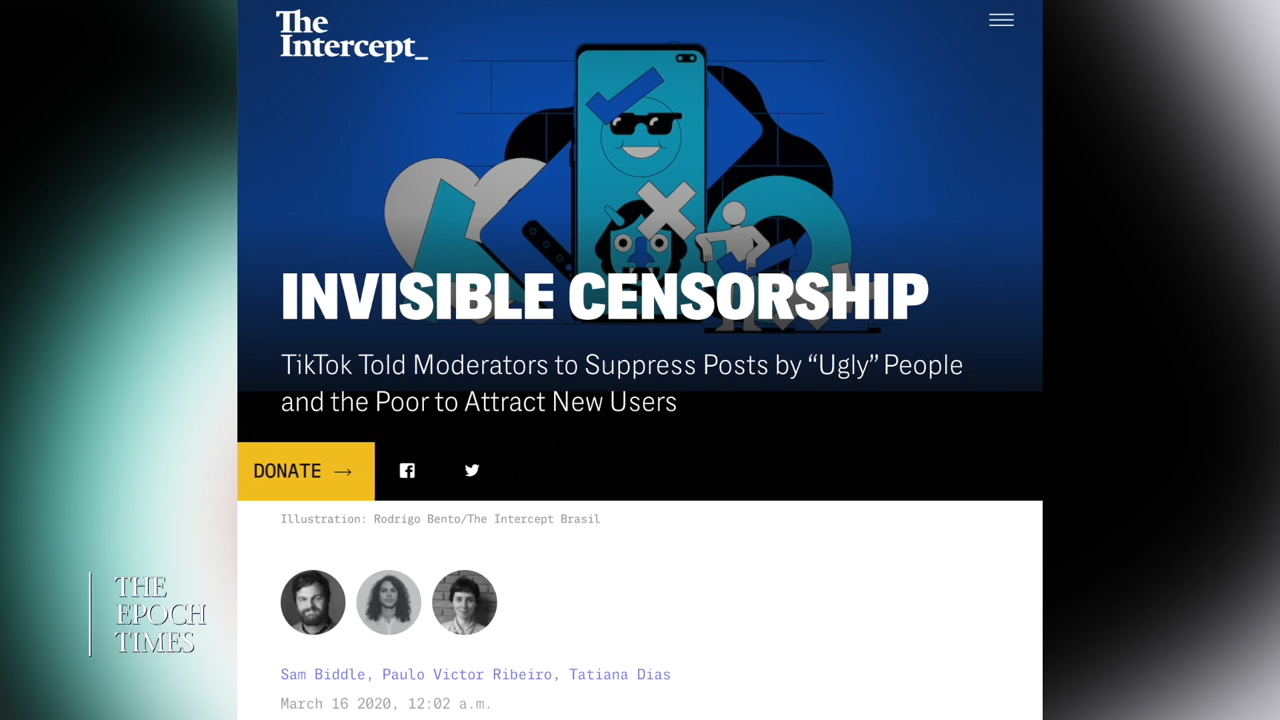 The
Intercept_
INVISIBLE CENSORSHIP
TikTok Told Moderators to Suppress Posts by “Ugly” People
and the Poor to Attract New Users
DONATE →
Illustration: Rodrigo Bento/The Intercept Brasil
Sam Biddle, Paulo Victor Ribeiro, Tatiana Dias
March 16 2020, 12:02 a.m.
THE
EPOCH
TIMES